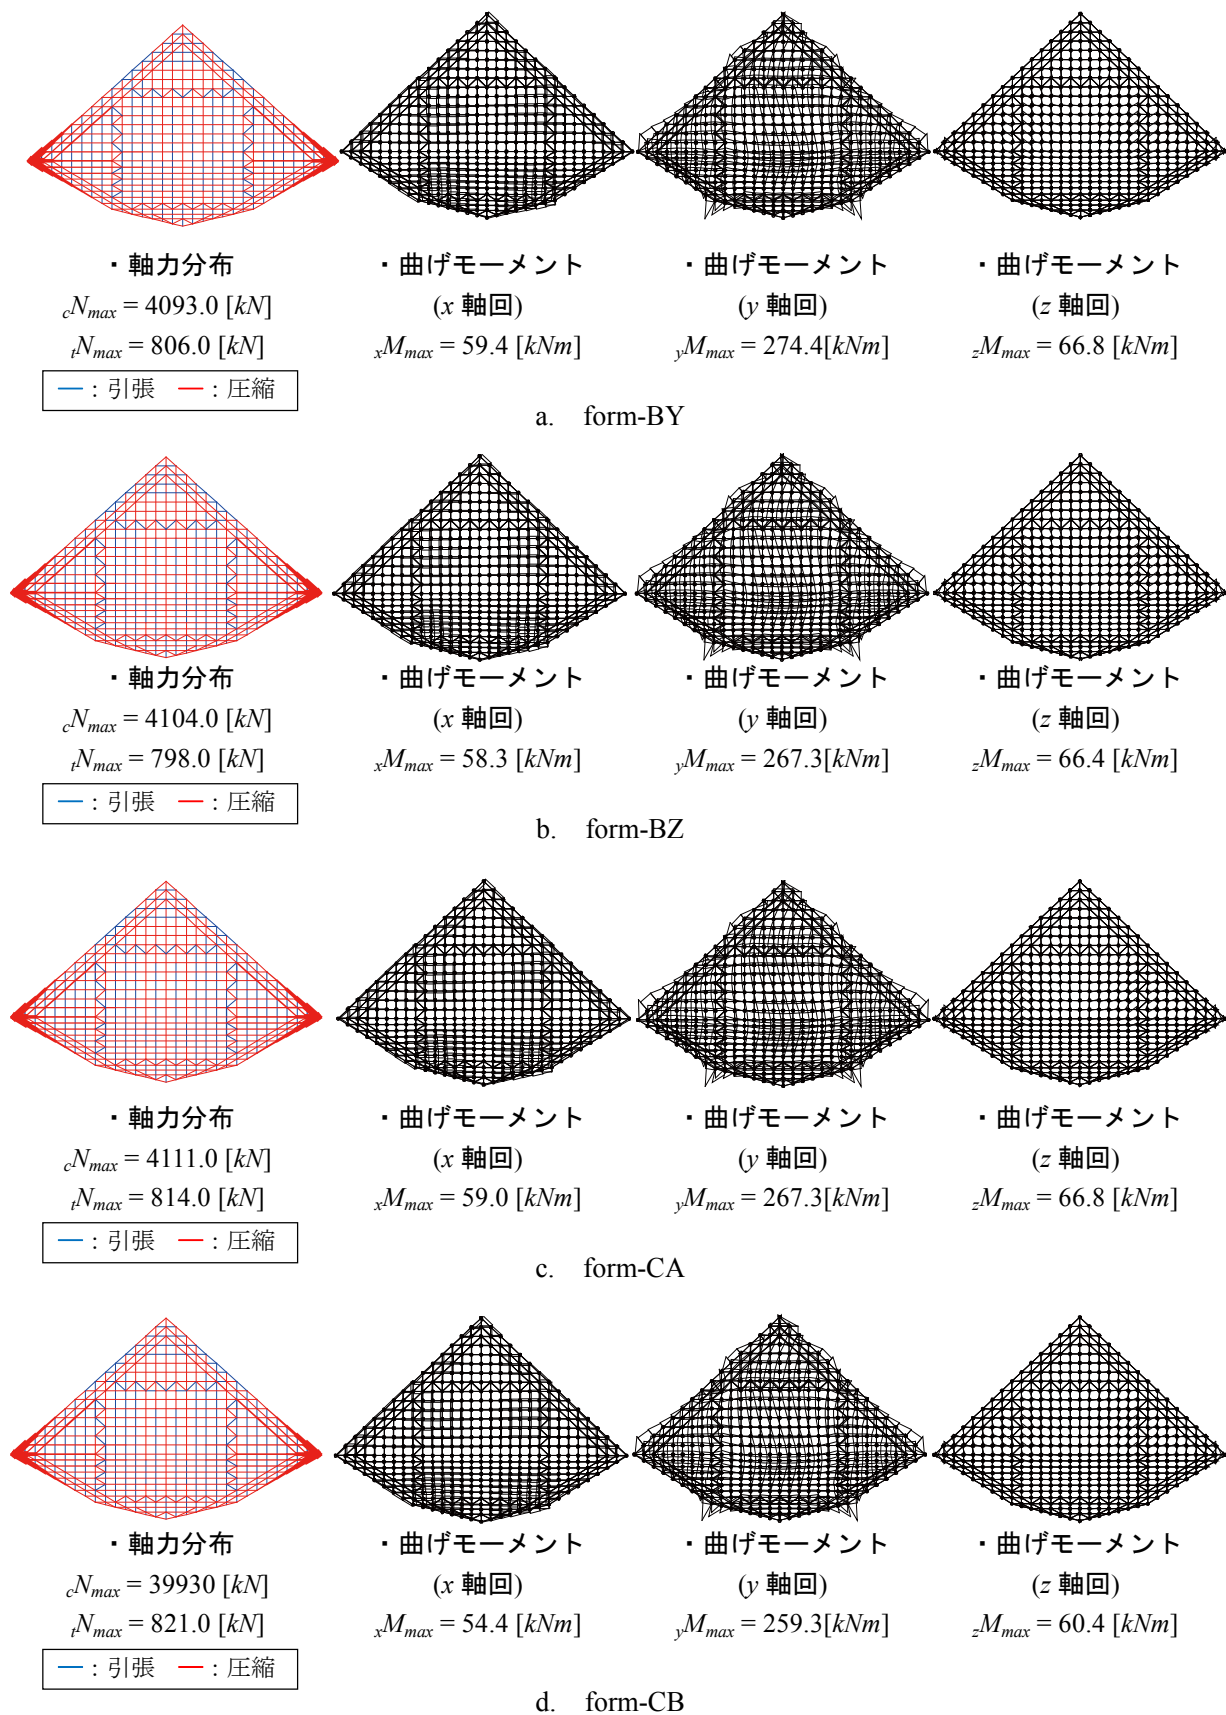 ・軸力分布
cNmax = 4093.0 [kN]
tNmax = 806.0 [kN]
― : 引張 ― : 圧縮
・曲げモーメント
(x 軸回)
xMmax = 59.4 [kNm]
・曲げモーメント
(y 軸回)
yMmax = 274.4[kNm]
・曲げモーメント
(z 軸回)
zMmax = 66.8 [kNm]
a. form-BY
・軸力分布
cNmax = 4104.0 [kN]
tNmax = 798.0 [kN]
― : 引張 ― : 圧縮
・曲げモーメント
(x 軸回)
xMmax = 58.3 [kNm]
・曲げモーメント
(y 軸回)
yMmax = 267.3[kNm]
・曲げモーメント
(z 軸回)
zMmax = 66.4 [kNm]
b. form-BZ
・軸力分布
cNmax = 4111.0 [kN]
tNmax = 814.0 [kN]
― : 引張 ― : 圧縮
・曲げモーメント
(x 軸回)
xMmax = 59.0 [kNm]
・曲げモーメント
(y 軸回)
yMmax = 267.3[kNm]
・曲げモーメント
(z 軸回)
zMmax = 66.8 [kNm]
c. form-CA
・軸力分布
cNmax = 39930 [kN]
tNmax = 821.0 [kN]
― : 引張 ― : 圧縮
・曲げモーメント
(x 軸回)
xMmax = 54.4 [kNm]
・曲げモーメント
(y 軸回)
yMmax = 259.3[kNm]
・曲げモーメント
(z 軸回)
zMmax = 60.4 [kNm]
d. form-CB